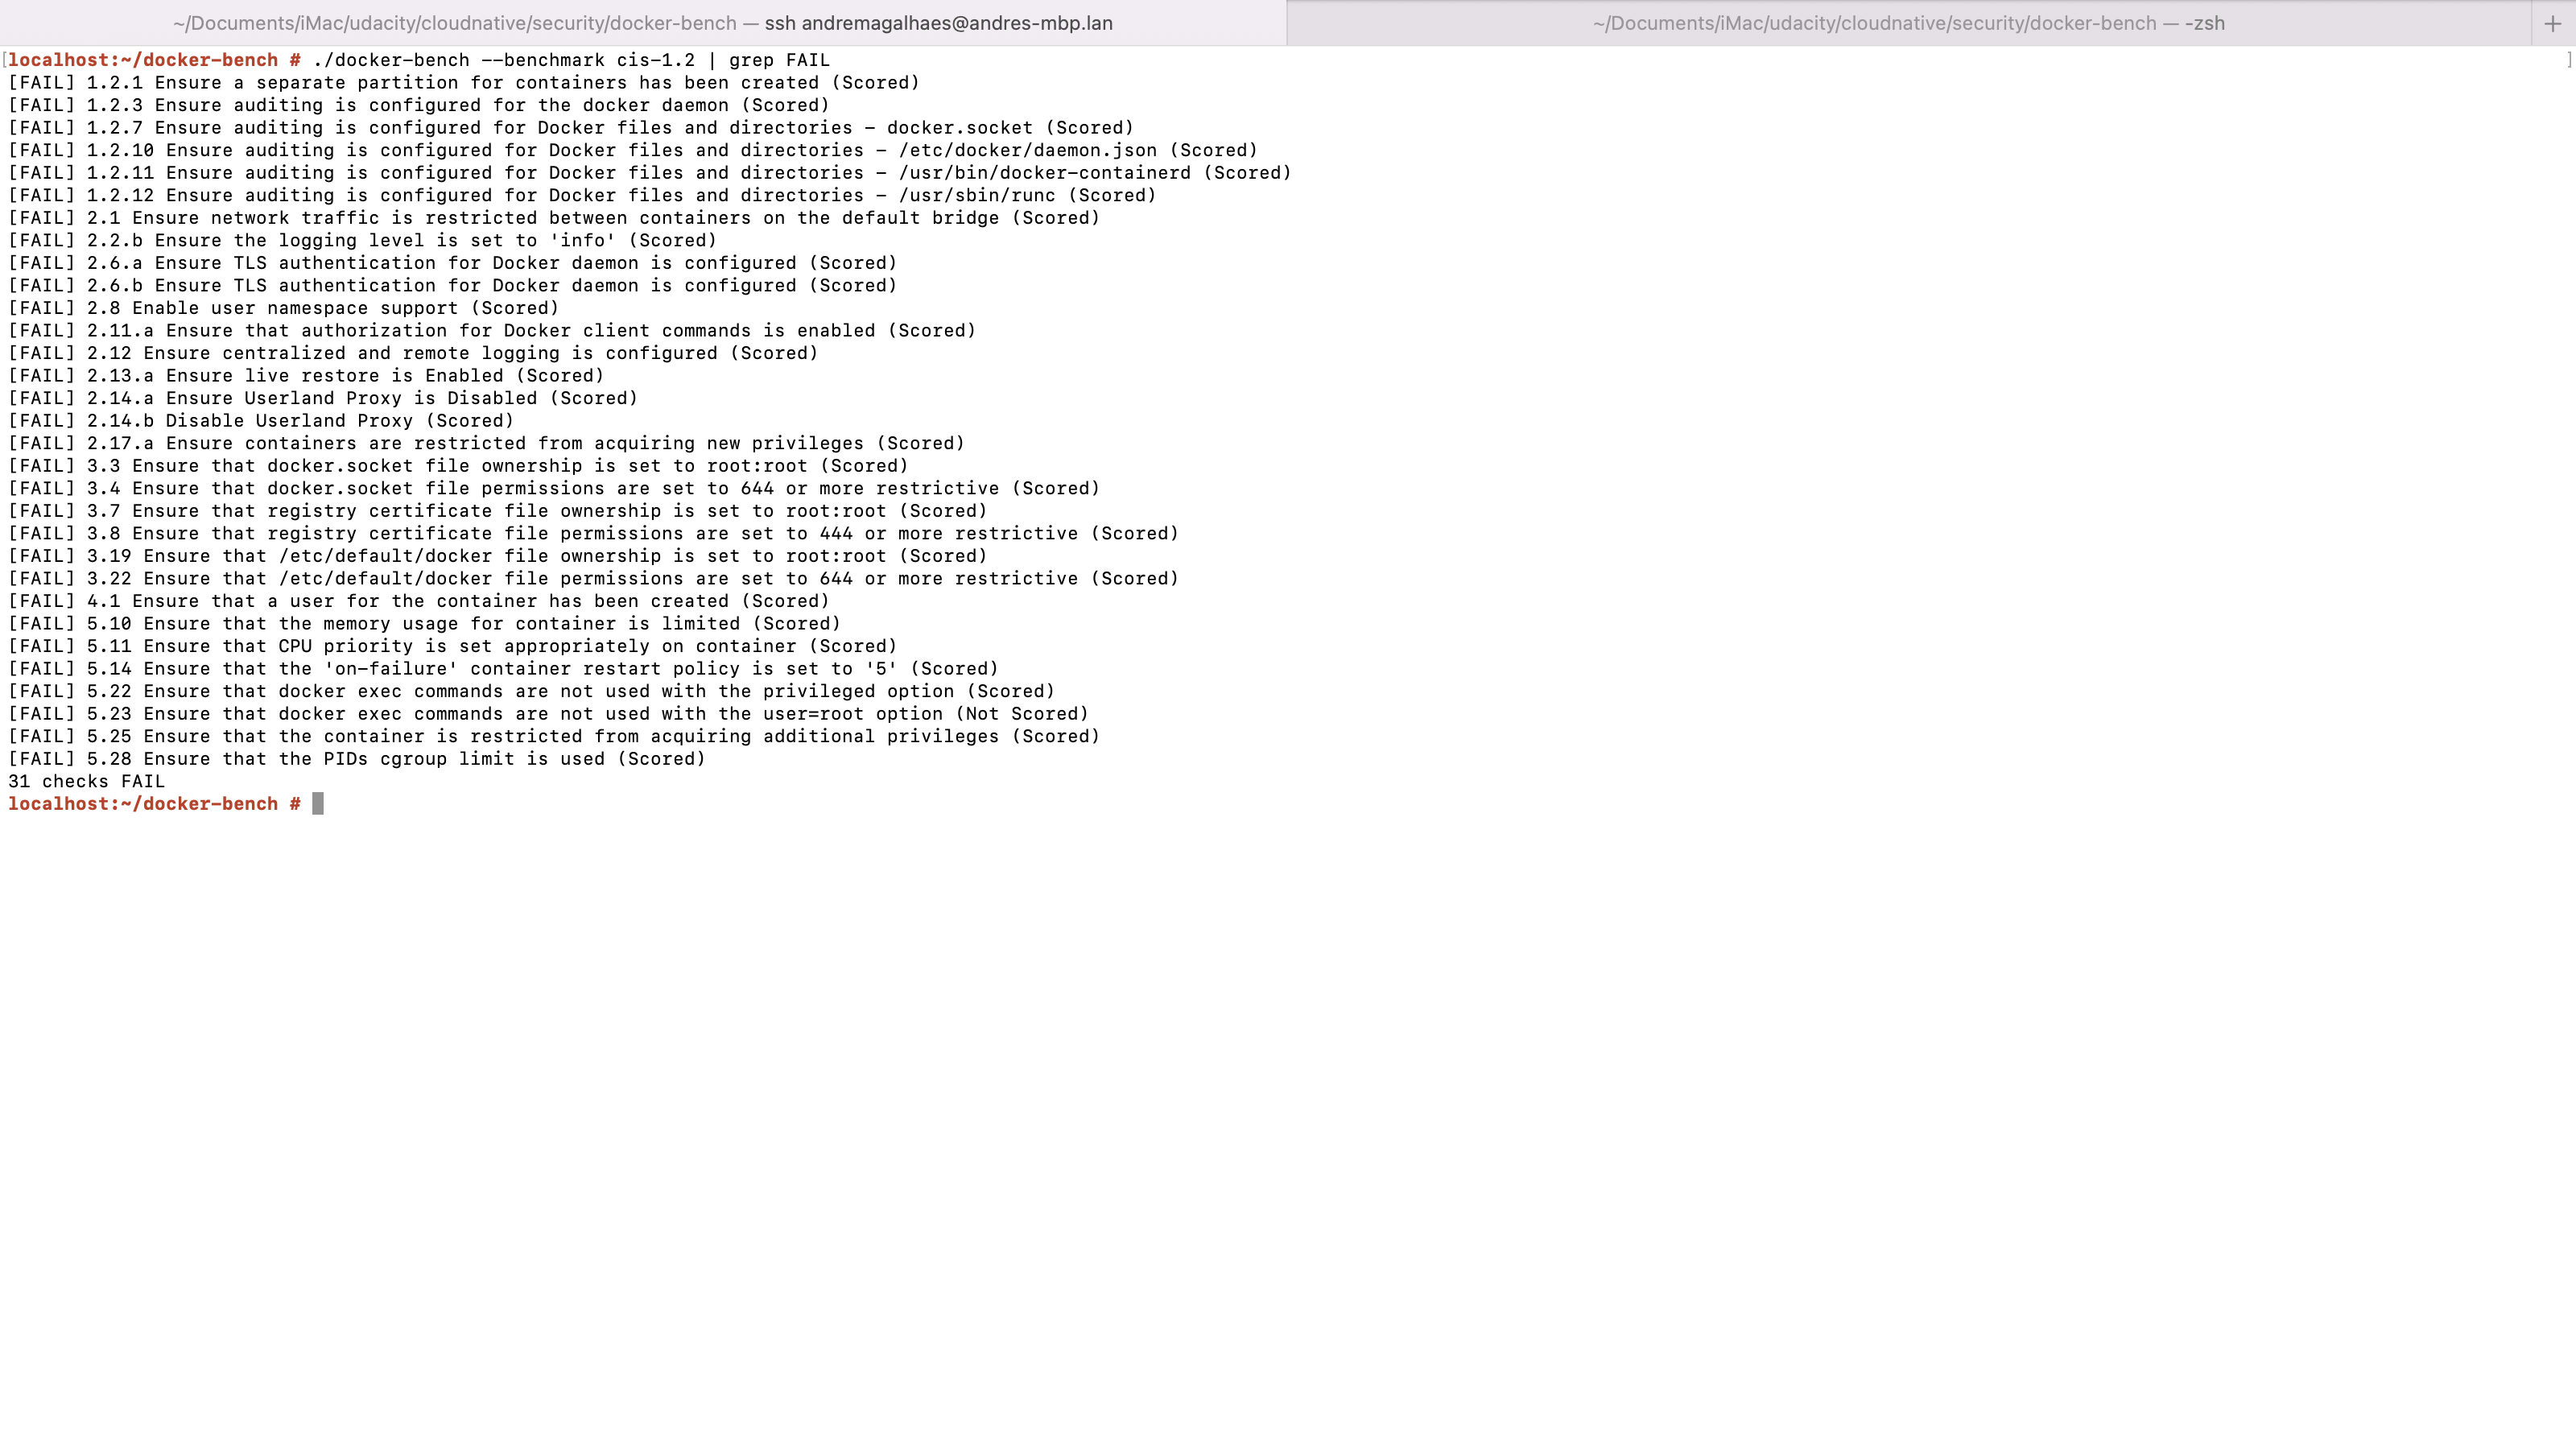 ~/Documents/iMac/udacity/cloudnative/security/docker-bench — ssh andremagalhaes@andres-mbp.lan
~/Documents/iMac/udacity/cloudnative/security/docker-bench — -zsh
+
[localhost:~/docker-bench # ./docker-bench --benchmark cis-1.2 | grep FAIL ]
[FAIL] 1.2.1 Ensure a separate partition for containers has been created (Scored)
[FAIL] 1.2.3 Ensure auditing is configured for the docker daemon (Scored)
[FAIL] 1.2.7 Ensure auditing is configured for Docker files and directories - docker.socket (Scored)
[FAIL] 1.2.10 Ensure auditing is configured for Docker files and directories - /etc/docker/daemon.json (Scored)
[FAIL] 1.2.11 Ensure auditing is configured for Docker files and directories - /usr/bin/docker-containerd (Scored)
[FAIL] 1.2.12 Ensure auditing is configured for Docker files and directories - /usr/sbin/runc (Scored)
[FAIL] 2.1 Ensure network traffic is restricted between containers on the default bridge (Scored)
[FAIL] 2.2.b Ensure the logging level is set to 'info' (Scored)
[FAIL] 2.6.a Ensure TLS authentication for Docker daemon is configured (Scored)
[FAIL] 2.6.b Ensure TLS authentication for Docker daemon is configured (Scored)
[FAIL] 2.8 Enable user namespace support (Scored)
[FAIL] 2.11.a Ensure that authorization for Docker client commands is enabled (Scored)
[FAIL] 2.12 Ensure centralized and remote logging is configured (Scored)
[FAIL] 2.13.a Ensure live restore is Enabled (Scored)
[FAIL] 2.14.a Ensure Userland Proxy is Disabled (Scored)
[FAIL] 2.14.b Disable Userland Proxy (Scored)
[FAIL] 2.17.a Ensure containers are restricted from acquiring new privileges (Scored)
[FAIL] 3.3 Ensure that docker.socket file ownership is set to root:root (Scored)
[FAIL] 3.4 Ensure that docker.socket file permissions are set to 644 or more restrictive (Scored)
[FAIL] 3.7 Ensure that registry certificate file ownership is set to root:root (Scored)
[FAIL] 3.8 Ensure that registry certificate file permissions are set to 444 or more restrictive (Scored)
[FAIL] 3.19 Ensure that /etc/default/docker file ownership is set to root:root (Scored)
[FAIL] 3.22 Ensure that /etc/default/docker file permissions are set to 644 or more restrictive (Scored)
[FAIL] 4.1 Ensure that a user for the container has been created (Scored)
[FAIL] 5.10 Ensure that the memory usage for container is limited (Scored)
[FAIL] 5.11 Ensure that CPU priority is set appropriately on container (Scored)
[FAIL] 5.14 Ensure that the 'on-failure' container restart policy is set to '5' (Scored)
[FAIL] 5.22 Ensure that docker exec commands are not used with the privileged option (Scored)
[FAIL] 5.23 Ensure that docker exec commands are not used with the user=root option (Not Scored)
[FAIL] 5.25 Ensure that the container is restricted from acquiring additional privileges (Scored)
[FAIL] 5.28 Ensure that the PIDs cgroup limit is used (Scored)
31 checks FAIL
localhost:~/docker-bench #